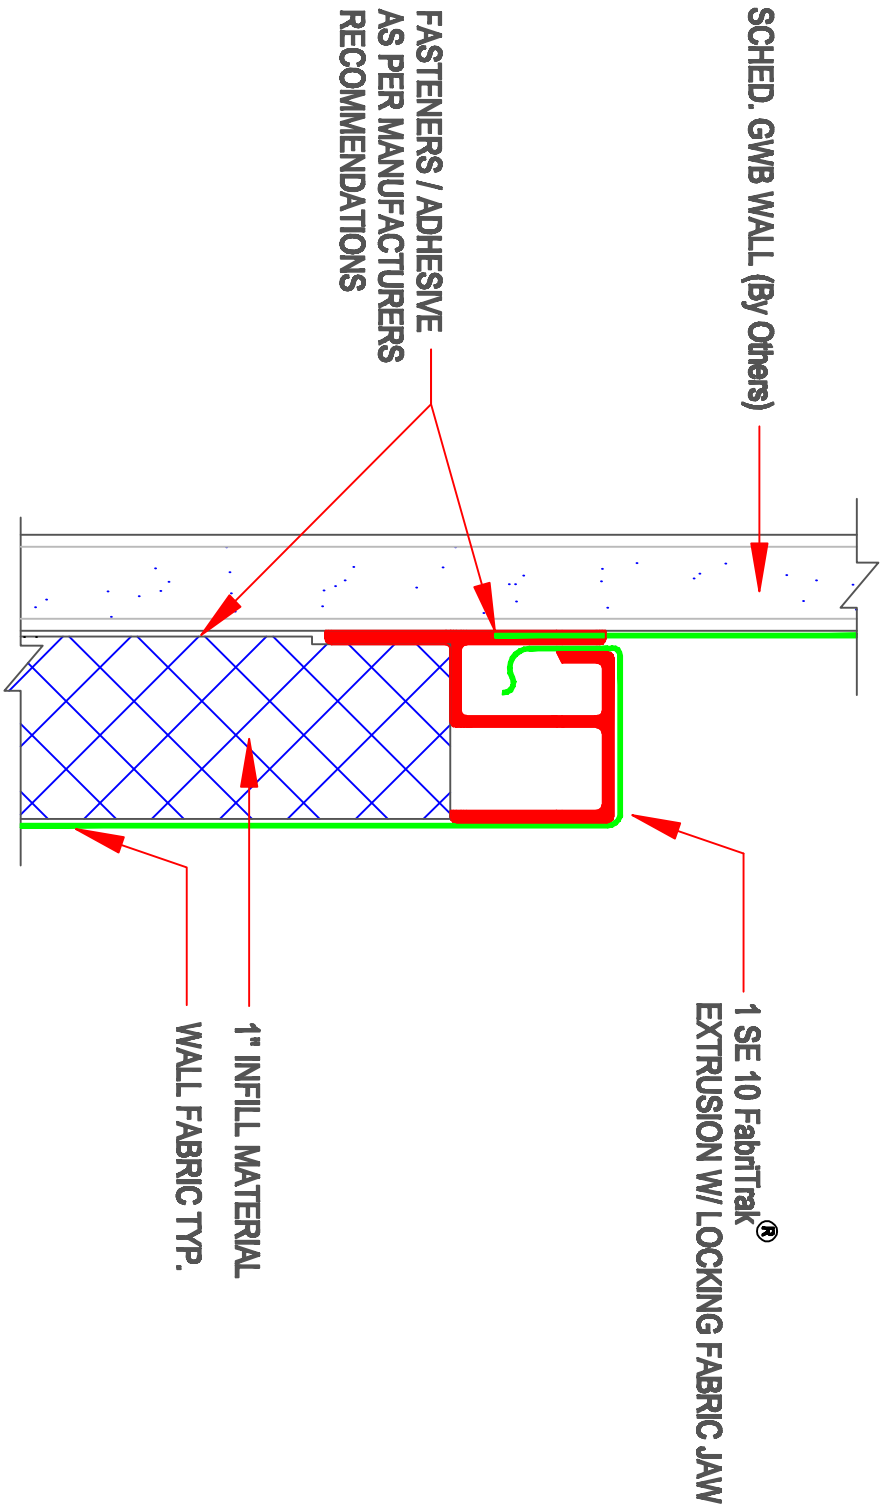 SCHED. GWB WALL (By Others)
FASTENERS / ADHESIVE
AS PER MANUFACTURERS
RECOMMENDATIONS
1 SE 10 FabriTrak®
EXTRUSION W/ LOCKING FABRIC JAW
1" INFILL MATERIAL
WALL FABRIC TYP.